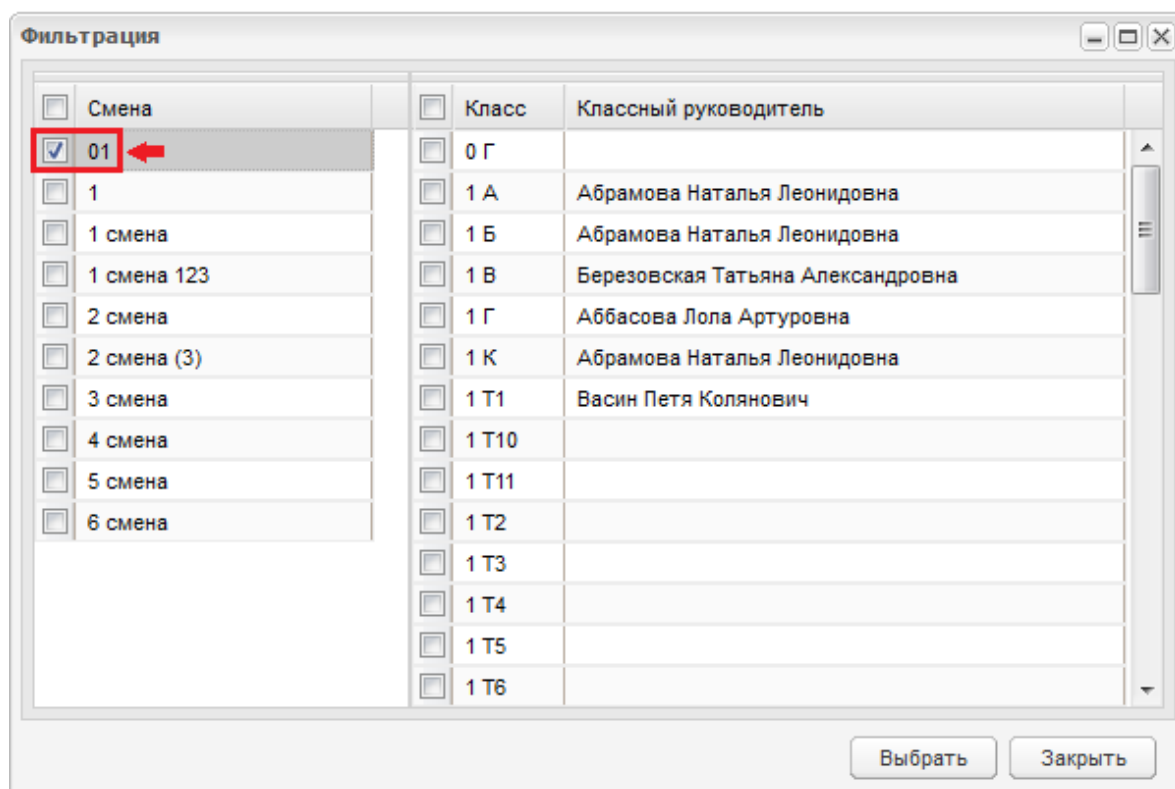 Фильтрация
Смена Класс Классный руководитель
01 0 Г
1 1 А Абрамова Наталья Леонидовна
1 смена 1 Б Абрамова Наталья Леонидовна
1 смена 123 1 В Березовская Татьяна Александровна
2 смена 1 Г Аббасова Лола Артуровна
2 смена (3) 1 К Абрамова Наталья Леонидовна
3 смена 1 Т1 Васин Петя Колянович
4 смена 1 Т10
5 смена 1 Т11
6 смена 1 Т2
1 Т3
1 Т4
1 Т5
1 Т6
Выбрать Закрыть